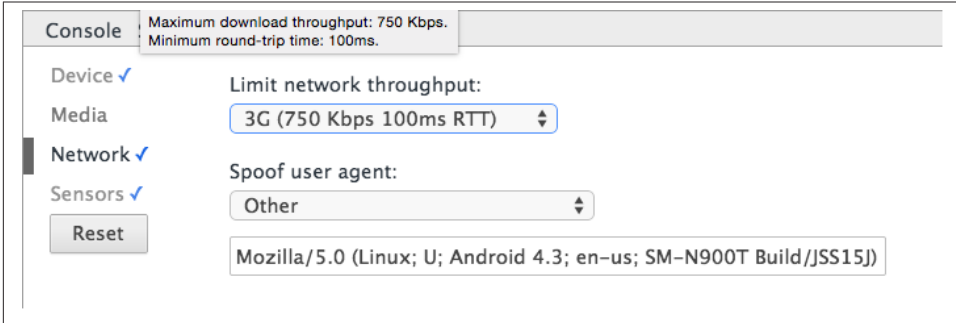 Maximum download throughput: 750 Kbps.
Minimum round-trip time: 100ms.
Console
Device ✓
Media
Network ✓
Sensors ✓
Reset
Limit network throughput:
3G (750 Kbps 100ms RTT)
Spoof user agent:
Other
Mozilla/5.0 (Linux; U; Android 4.3; en-us; SM-N900T Build/JSS15J)